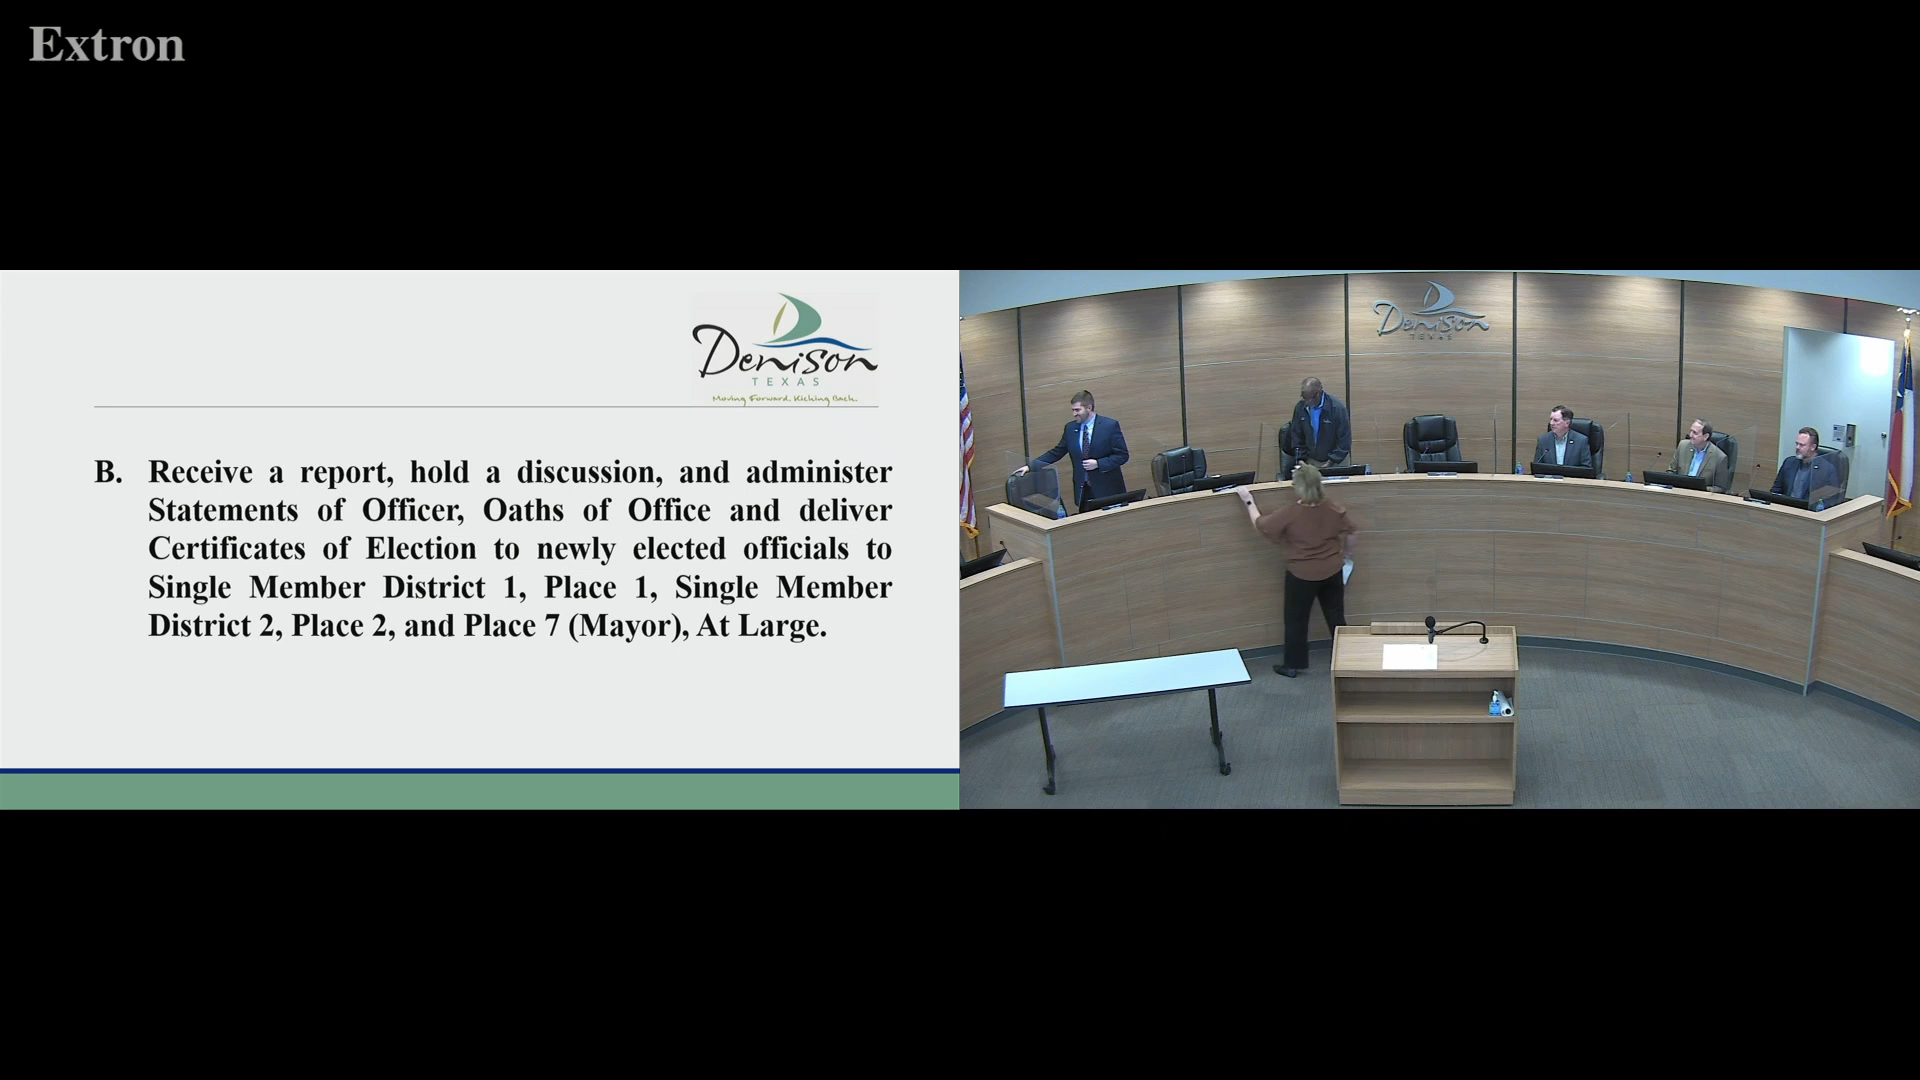 Extron
Denison
TEXAS
Moving Forward. Kicking Back.
B. Receive a report, hold a discussion, and administer
Statements of Officer, Oaths of Office and deliver
Certificates of Election to newly elected officials to
Single Member District 1, Place 1, Single Member
District 2, Place 2, and Place 7 (Mayor), At Large.
Denison
TEXAS